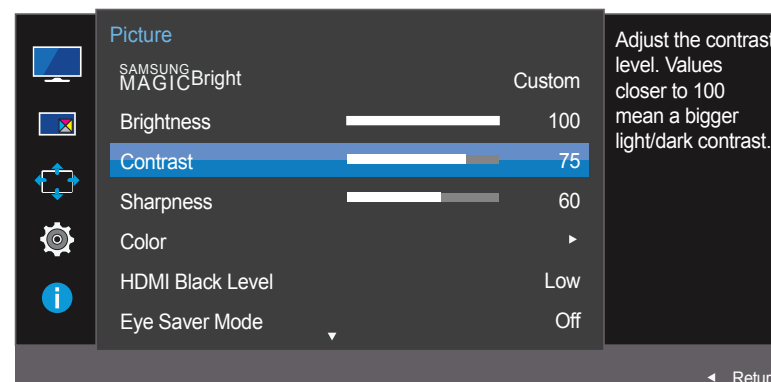 Picture
SAMSUNG
MAGICBright Custom
Brightness 100
Contrast 75
Sharpness 60
Color
HDMI Black Level Low
Eye Saver Mode Off
Adjust the contrast
level. Values
closer to 100
mean a bigger
light/dark contrast.
Retur